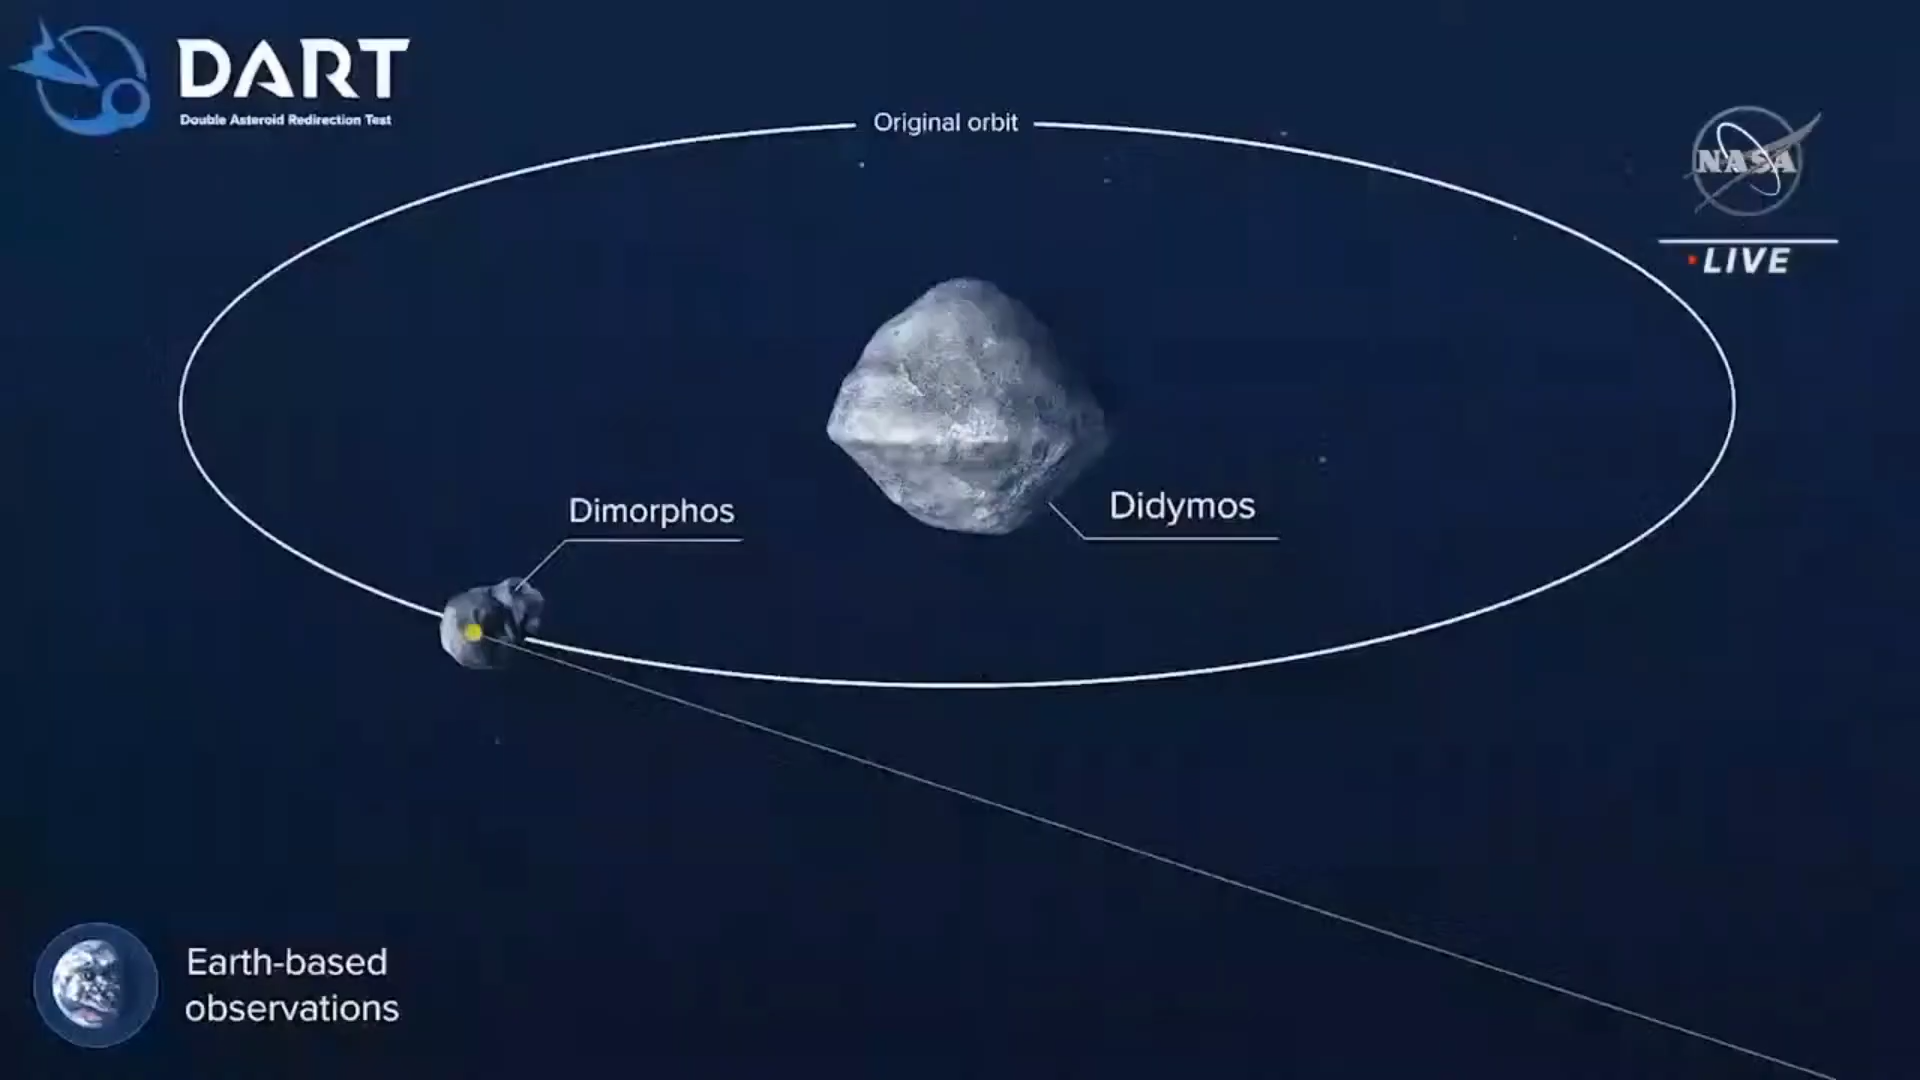 DART
Double Asteroid Redirection Test
Original orbit
NASA
LIVE
Dimorphos
Didymos
Earth-based
observations